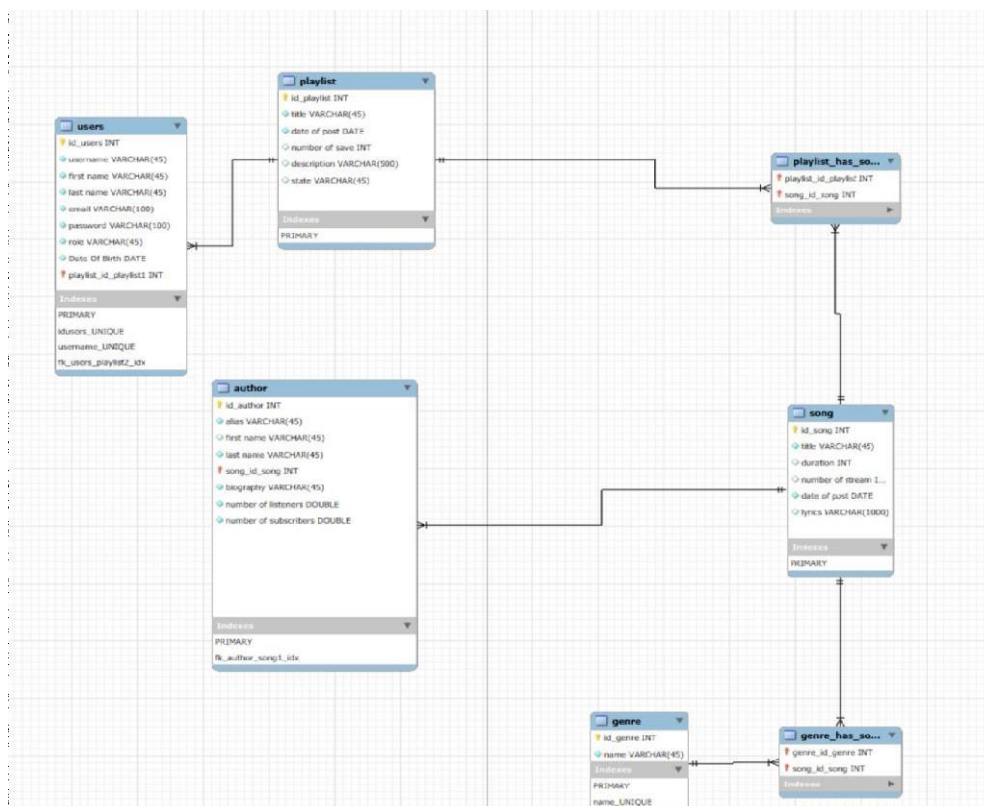 playlist
id_playlist INT
title VARCHAR(45)
date of post DATE
number of save INT
description VARCHAR(500)
state VARCHAR(45)
Indexes
PRIMARY
users
id_users INT
username VARCHAR(45)
first name VARCHAR(45)
last name VARCHAR(45)
email VARCHAR(100)
password VARCHAR(100)
role VARCHAR(45)
Date Of Birth DATE
playlist_id_playlist1 INT
Indexes
PRIMARY
idusers_UNIQUE
username_UNIQUE
fk_users_playlist2_idx
playlist_has_so...
playlist_id_playlist INT
song_id_song INT
Indexes
author
id_author INT
alias VARCHAR(45)
first name VARCHAR(45)
last name VARCHAR(45)
song_id_song INT
biography VARCHAR(45)
number of listeners DOUBLE
number of subscribers DOUBLE
Indexes
PRIMARY
fk_author_song1_idx
song
id_song INT
title VARCHAR(45)
duration INT
number of stream I...
date of post DATE
lyrics VARCHAR(1000)
Indexes
PRIMARY
genre
id_genre INT
name VARCHAR(45)
Indexes
PRIMARY
name_UNIQUE
genre_has_so...
genre_id_genre INT
song_id_song INT
Indexes